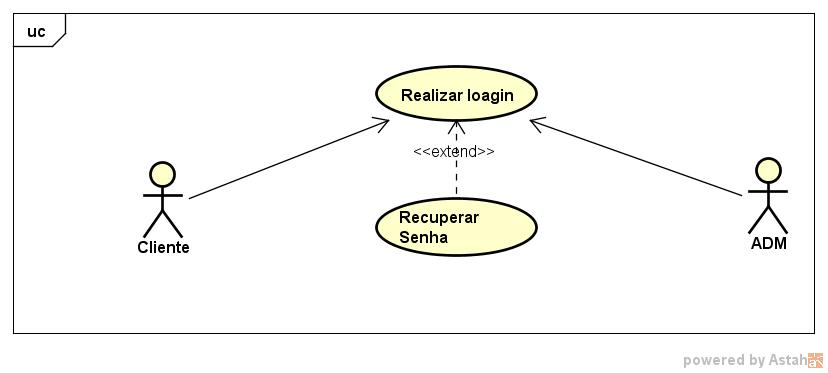 uc
Realizar loagin
<<extend>>
Recuperar
Senha
Cliente
ADM
powered by Astah